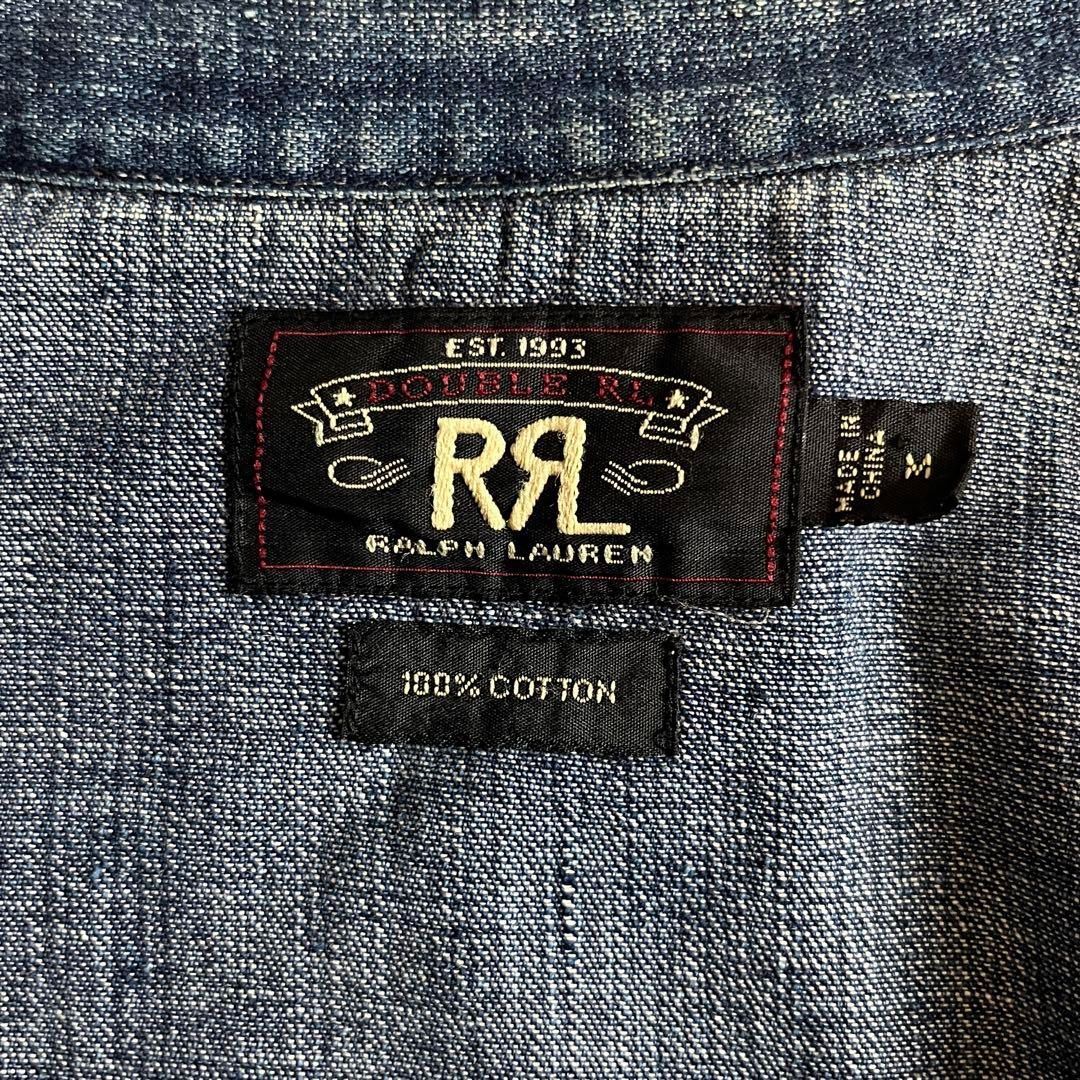 EST. 1993
DOUBLE RL
RRL
RALPH LAUREN
MADE IN
CHINA
M
100% COTTON